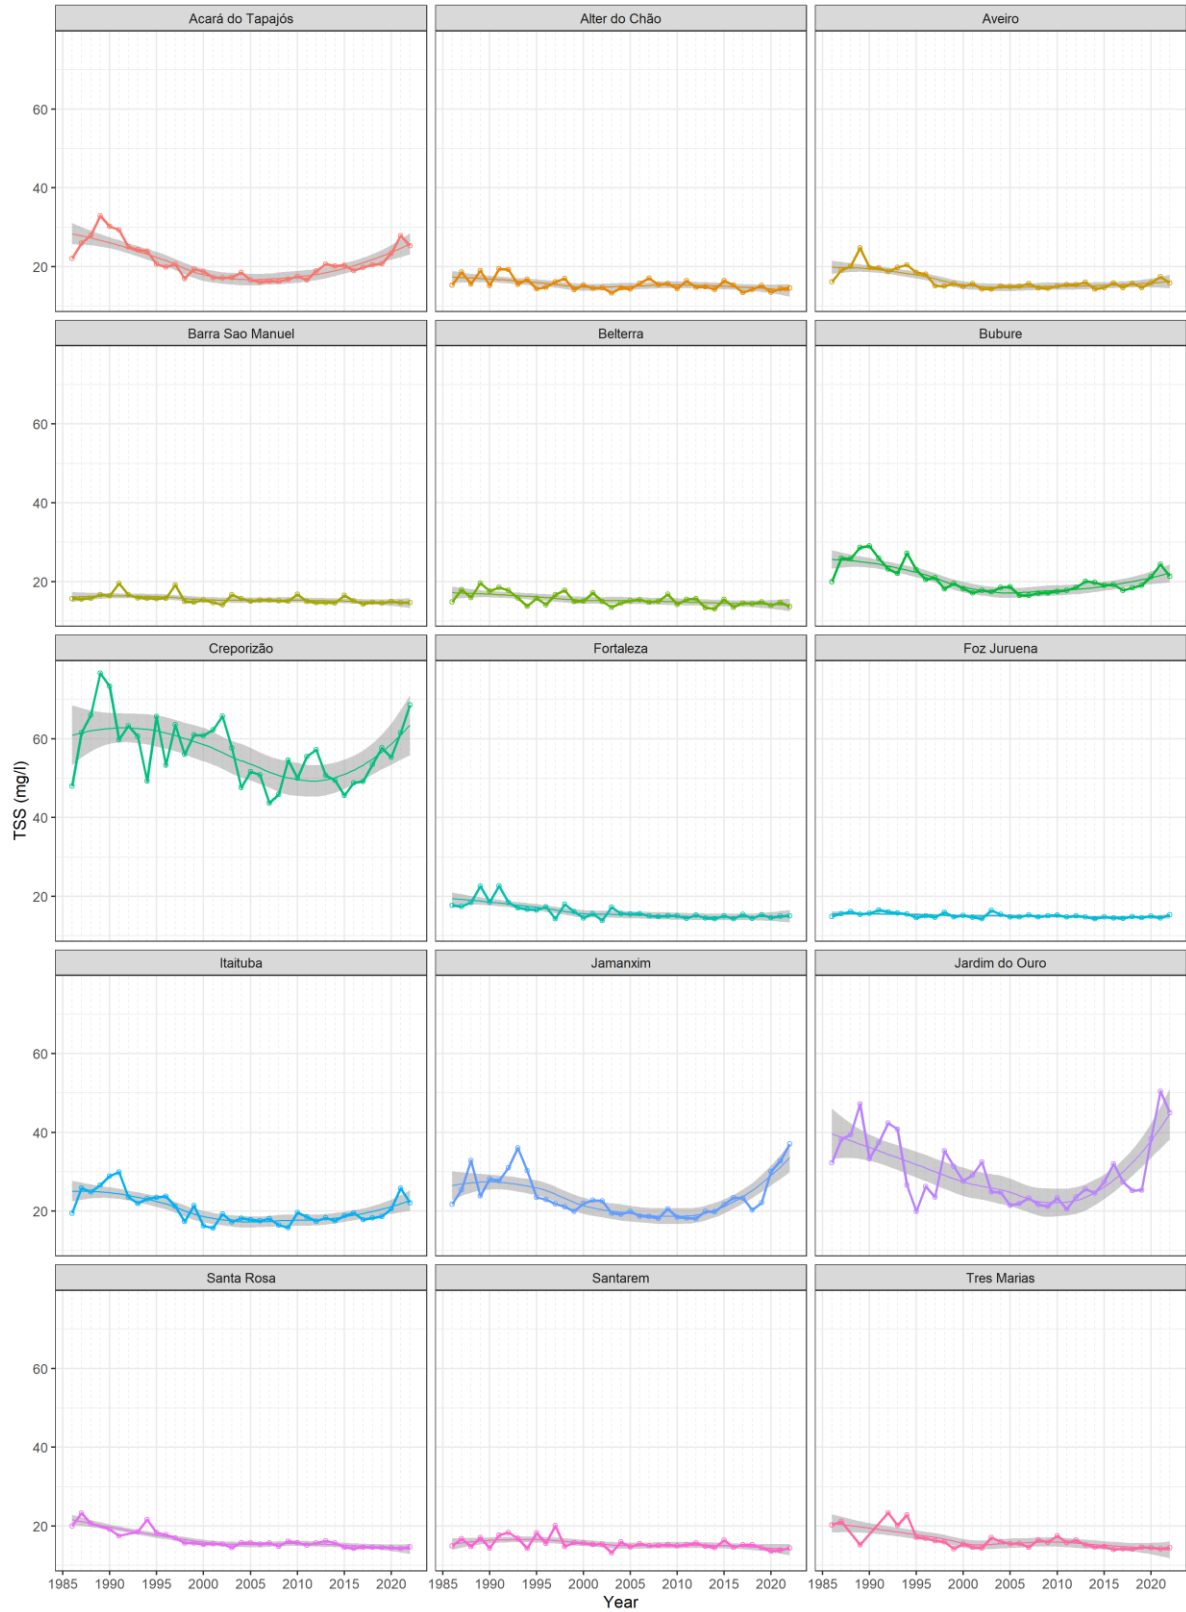 Acará do Tapajós Alter do Chão Aveiro
60
40
20
Barra Sao Manuel Belterra Bubure
60
40
20
Creporizão Fortaleza Foz Juruena
60
40
20
TSS (mg/l)
Itaituba Jamanxim Jardim do Ouro
60
40
20
Santa Rosa Santarem Tres Marias
60
40
20
1985 1990 1995 2000 2005 2010 2015 2020 1985 1990 1995 2000 2005 2010 2015 2020 1985 1990 1995 2000 2005 2010 2015 2020
Year